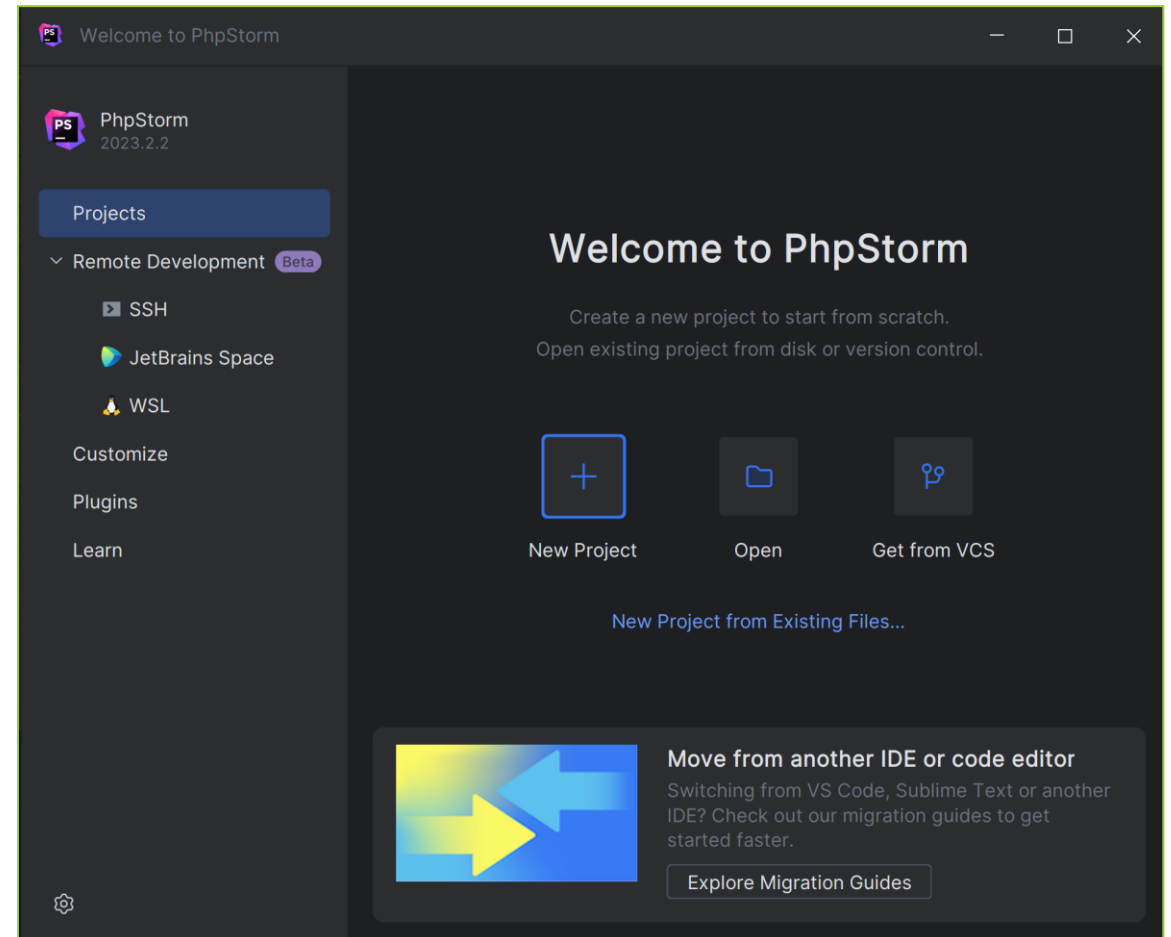 PS
Welcome to PhpStorm
PS
PhpStorm
2023.2.2
Projects
Remote Development Beta
SSH
JetBrains Space
WSL
Customize
Plugins
Learn
Welcome to PhpStorm
Create a new project to start from scratch.
Open existing project from disk or version control.
New Project
Open
Get from VCS
New Project from Existing Files...
Move from another IDE or code editor
Switching from VS Code, Sublime Text or another
IDE? Check out our migration guides to get
started faster.
Explore Migration Guides